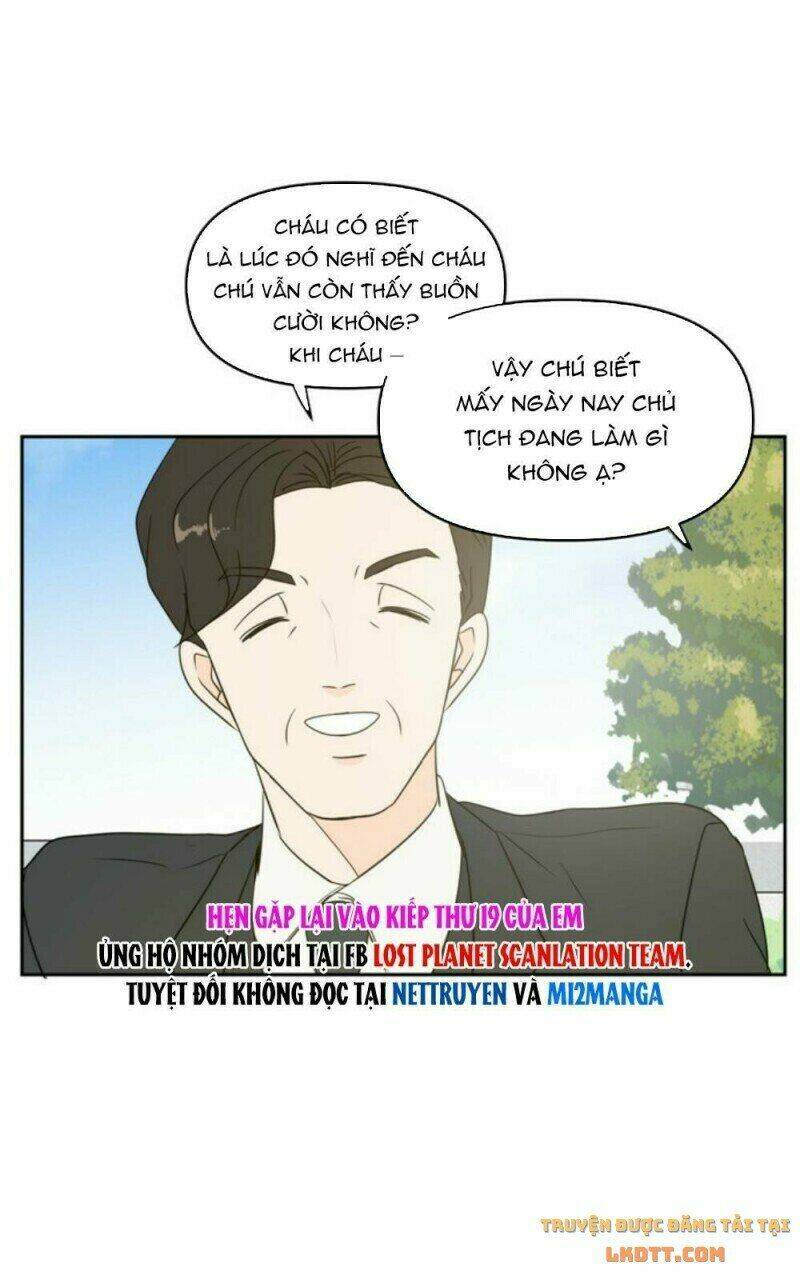 CHÁU CÓ BIẾT
LÀ LÚC ĐÓ NGHĨ ĐẾN CHÁU
CHÚ VẪN CÒN THẤY BUỒN
CƯỜI KHÔNG?
KHI CHÁU –
VẬY CHÚ BIẾT
MẤY NGÀY NAY CHỦ
TỊCH ĐANG LÀM GÌ
KHÔNG Ạ?
HẸN GẶP LẠI VÀO KIẾP THƯ 19 CỦA EM
ỦNG HỘ NHÓM DỊCH TẠI FB LOST PLANET SCANLATION TEAM.
TUYỆT ĐỐI KHÔNG ĐỌC TẠI NETTRUYEN VÀ MI2MANGA
TRUYỆN ĐƯỢC ĐĂNG TẢI TẠI
LKDTT.COM